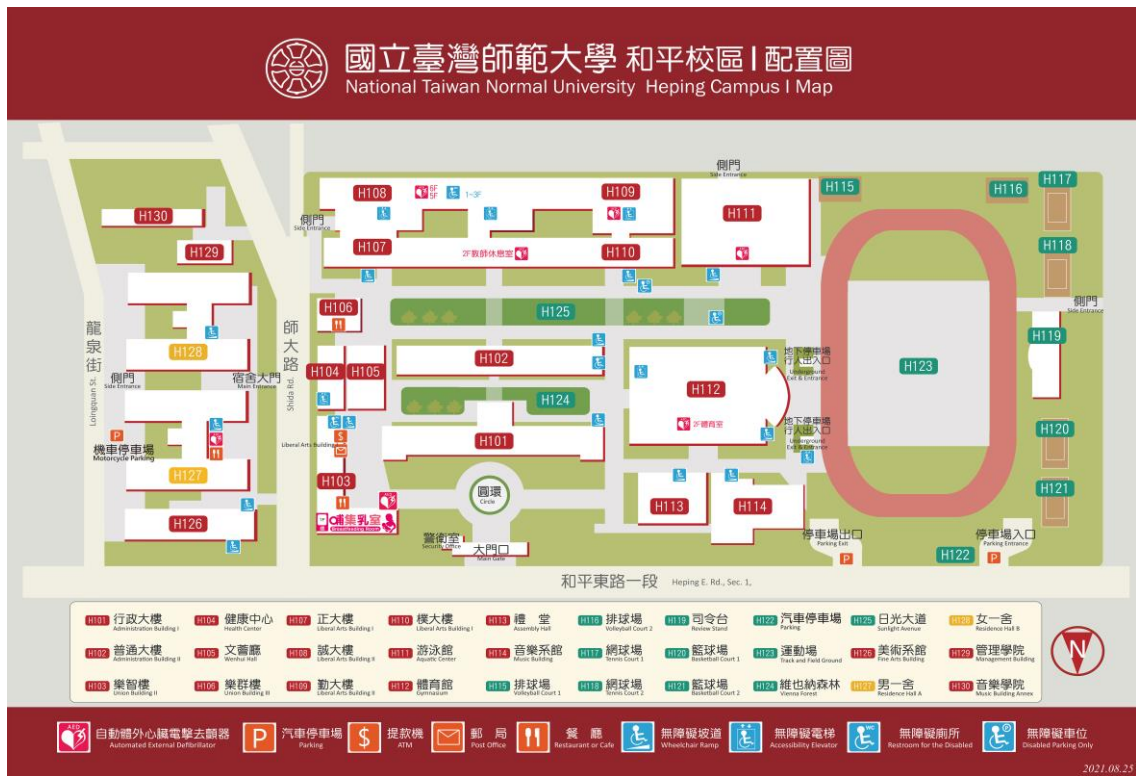 國立臺灣師範大學 和平校區 | 配置圖
National Taiwan Normal University Heping Campus | Map
側門
Side Entrance
H108
6F
5F
1~3F
H109
H111
H115
H116
H117
H130
側門
Side Entrance
H129
H107
2F教師休息室
H110
H118
H106
H125
側門
Side Entrance
龍泉街
Loingquan St.
師大路
Shida Rd.
H128
H102
H119
側門
Side Entrance
宿舍大門
Main Entrance
H104
H105
地下停車場
行人出入口
Underground
Exit & Entrance
H123
H112
H124
2F體育室
地下停車場
行人出入口
Underground
Exit & Entrance
P
機車停車場
Motorcycle Parking
Liberal Arts Building
$
H101
H120
H127
H103
圓環
Circle
H121
H113
H114
H126
哺集乳室
Breastfeeding Room
警衛室
Security Office
大門口
Main Gate
停車場出口
Parking Exit
P
H122
停車場入口
Parking Entrance
P
和平東路一段 Heping E. Rd., Sec. 1,
H101 行政大樓 Administration Building I
H104 健康中心 Health Center
H107 正大樓 Liberal Arts Building I
H110 樸大樓 Liberal Arts Building I
H113 禮 堂 Assembly Hall
H116 排球場 Volleyball Court 2
H119 司令台 Review Stand
H122 汽車停車場 Parking
H125 日光大道 Sunlight Avenue
H128 女一舍 Residence Hall B
H102 普通大樓 Administration Building II
H105 文薈廳 Wenhui Hall
H108 誠大樓 Liberal Arts Building II
H111 游泳館 Aquatic Center
H114 音樂系館 Music Building
H117 網球場 Tennis Court 1
H120 籃球場 Basketball Court 1
H123 運動場 Track and Field Ground
H126 美術系館 Fine Arts Building
H129 管理學院 Management Building
H103 樂智樓 Union Building II
H106 樂群樓 Union Building III
H109 勤大樓 Liberal Arts Building II
H112 體育館 Gymnasium
H115 排球場 Volleyball Court 1
H118 網球場 Tennis Court 2
H121 籃球場 Basketball Court 2
H124 維也納森林 Vienna Forest
H127 男一舍 Residence Hall A
H130 音樂學院 Music Building Annex
N
AED 自動體外心臟電擊去顫器 Automated External Defibrillator
P 汽車停車場 Parking
$ 提款機 ATM
郵 局 Post Office
餐 廳 Restaurant or Cafe
無障礙坡道 Wheelchair Ramp
無障礙電梯 Accessibility Elevator
WC 無障礙廁所 Restroom for the Disabled
P 無障礙車位 Disabled Parking Only
2021.08.25